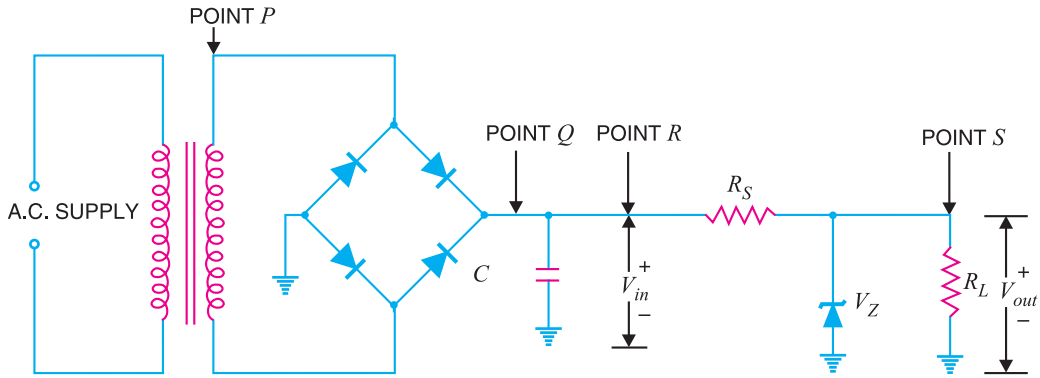 POINT P
POINT Q
POINT R
POINT S
A.C. SUPPLY
R_S
C
+
V_in
−
V_Z
R_L
+
V_out
−